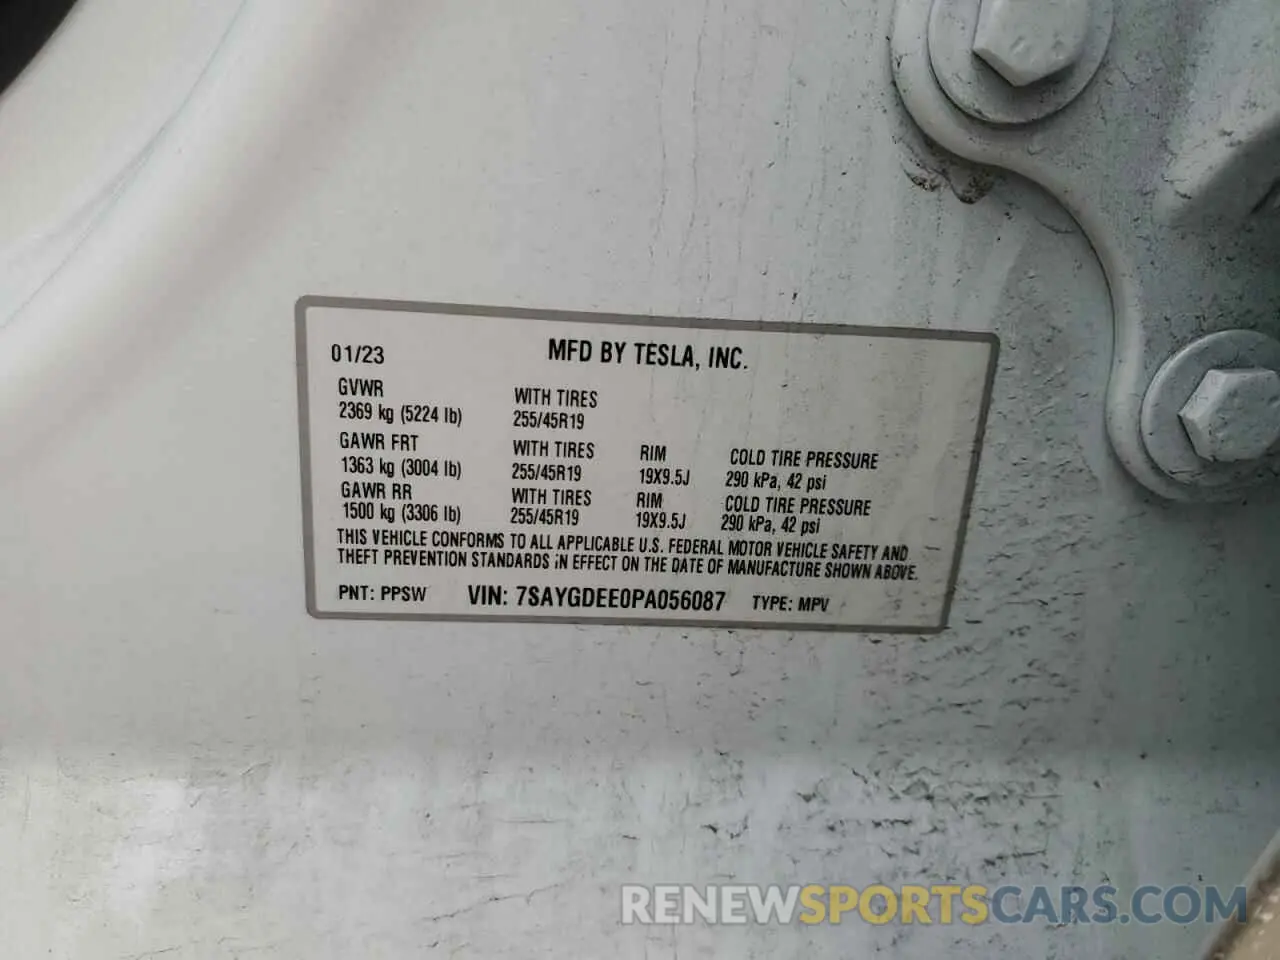 01/23 MFD BY TESLA, INC.
GVWR WITH TIRES
2369 kg (5224 lb) 255/45R19
GAWR FRT WITH TIRES RIM COLD TIRE PRESSURE
1363 kg (3004 lb) 255/45R19 19X9.5J 290 kPa, 42 psi
GAWR RR WITH TIRES RIM COLD TIRE PRESSURE
1500 kg (3306 lb) 255/45R19 19X9.5J 290 kPa, 42 psi
THIS VEHICLE CONFORMS TO ALL APPLICABLE U.S. FEDERAL MOTOR VEHICLE SAFETY AND
THEFT PREVENTION STANDARDS IN EFFECT ON THE DATE OF MANUFACTURE SHOWN ABOVE.
PNT: PPSW VIN: 7SAYGDEE0PA056087 TYPE: MPV
RENEWSPORTSCARS.COM